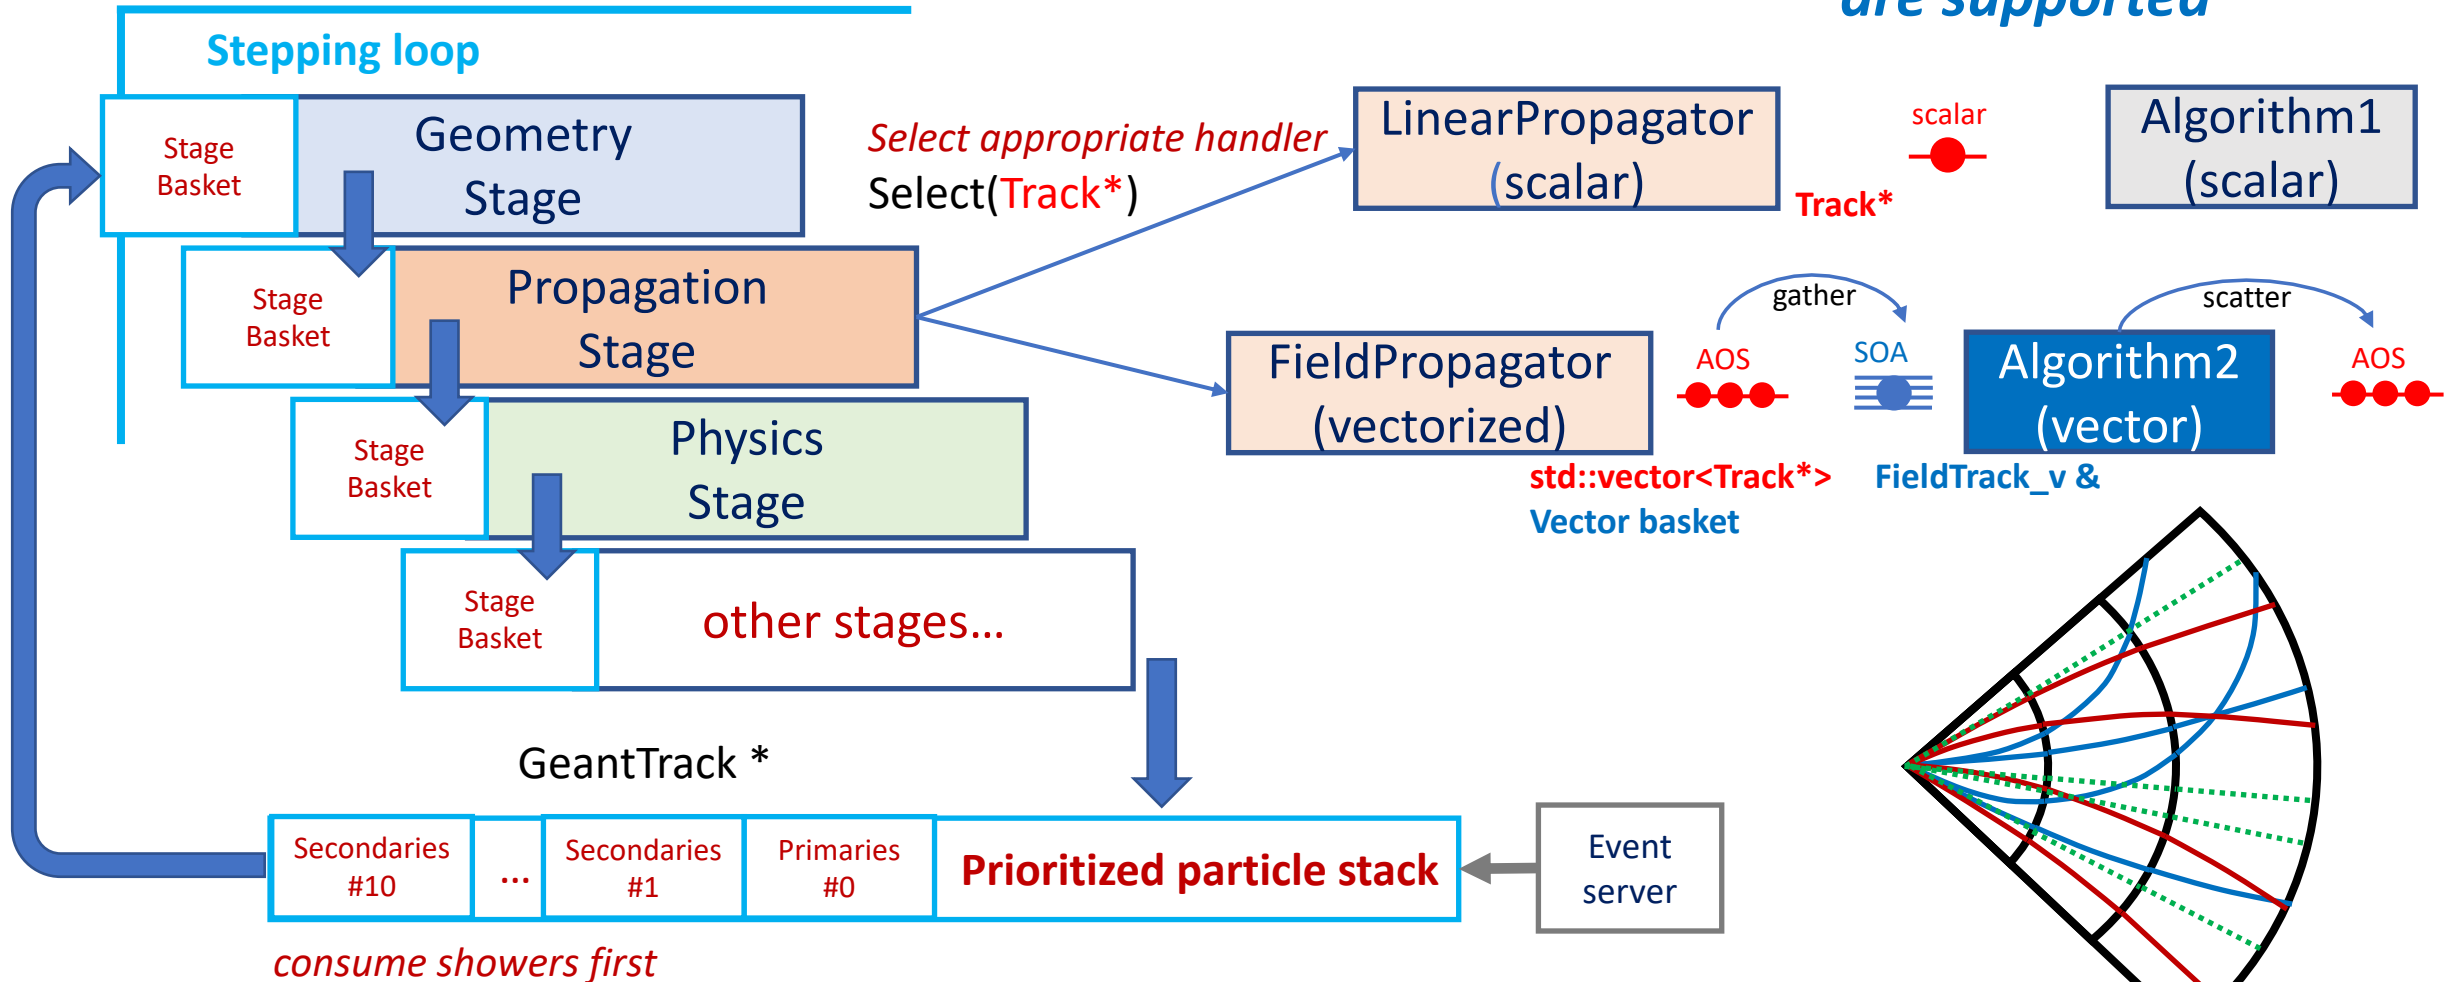 are supported
Stepping loop
Stage
Basket
Geometry
Stage
Select appropriate handler
Select(Track*)
LinearPropagator
(scalar)
scalar
Track*
Algorithm1
(scalar)
Stage
Basket
Propagation
Stage
gather
scatter
FieldPropagator
(vectorized)
AOS
SOA
Algorithm2
(vector)
AOS
std::vector<Track*>
Vector basket
FieldTrack_v &
Stage
Basket
Physics
Stage
Stage
Basket
other stages...
GeantTrack *
Secondaries
#10
...
Secondaries
#1
Primaries
#0
Prioritized particle stack
Event
server
consume showers first